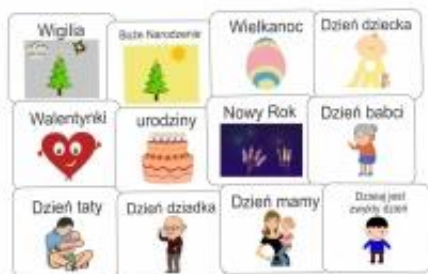 Wigilia
Boże Narodzenie
Wielkanoc
Dzień dziecka
Walentynki
urodziny
Nowy Rok
Dzień babci
Dzień taty
Dzień dziadka
Dzień mamy
Dzisiaj jest
zwykły dzień